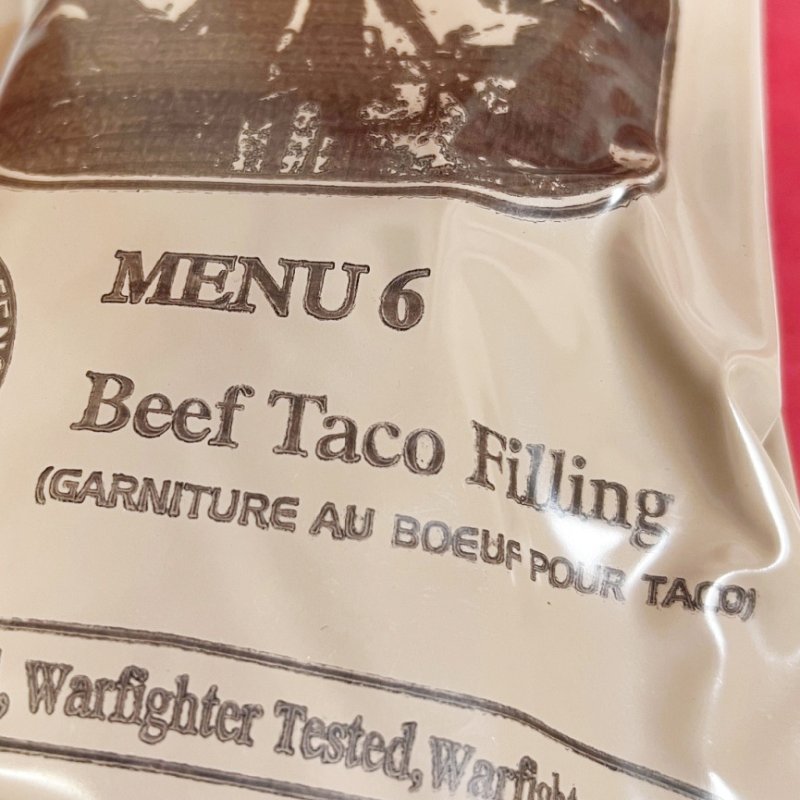 MENU 6
Beef Taco Filling
(GARNITURE AU BOEUF POUR TACO)
, Warfighter Tested,